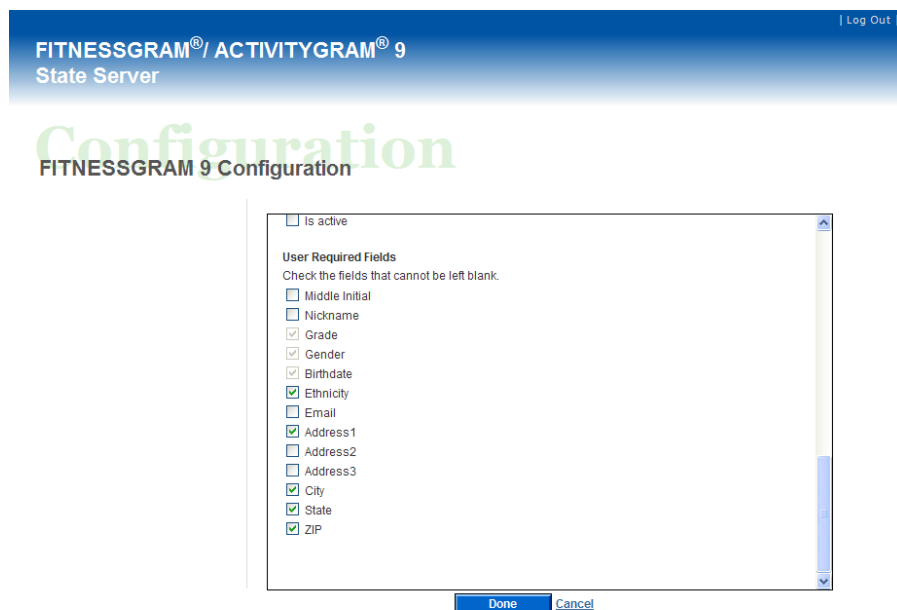 | Log Out |
FITNESSGRAM®/ ACTIVITYGRAM® 9
State Server
Configuration
FITNESSGRAM 9 Configuration
Is active
User Required Fields
Check the fields that cannot be left blank.
Middle Initial
Nickname
Grade
Gender
Birthdate
Ethnicity
Email
Address1
Address2
Address3
City
State
ZIP
Done Cancel